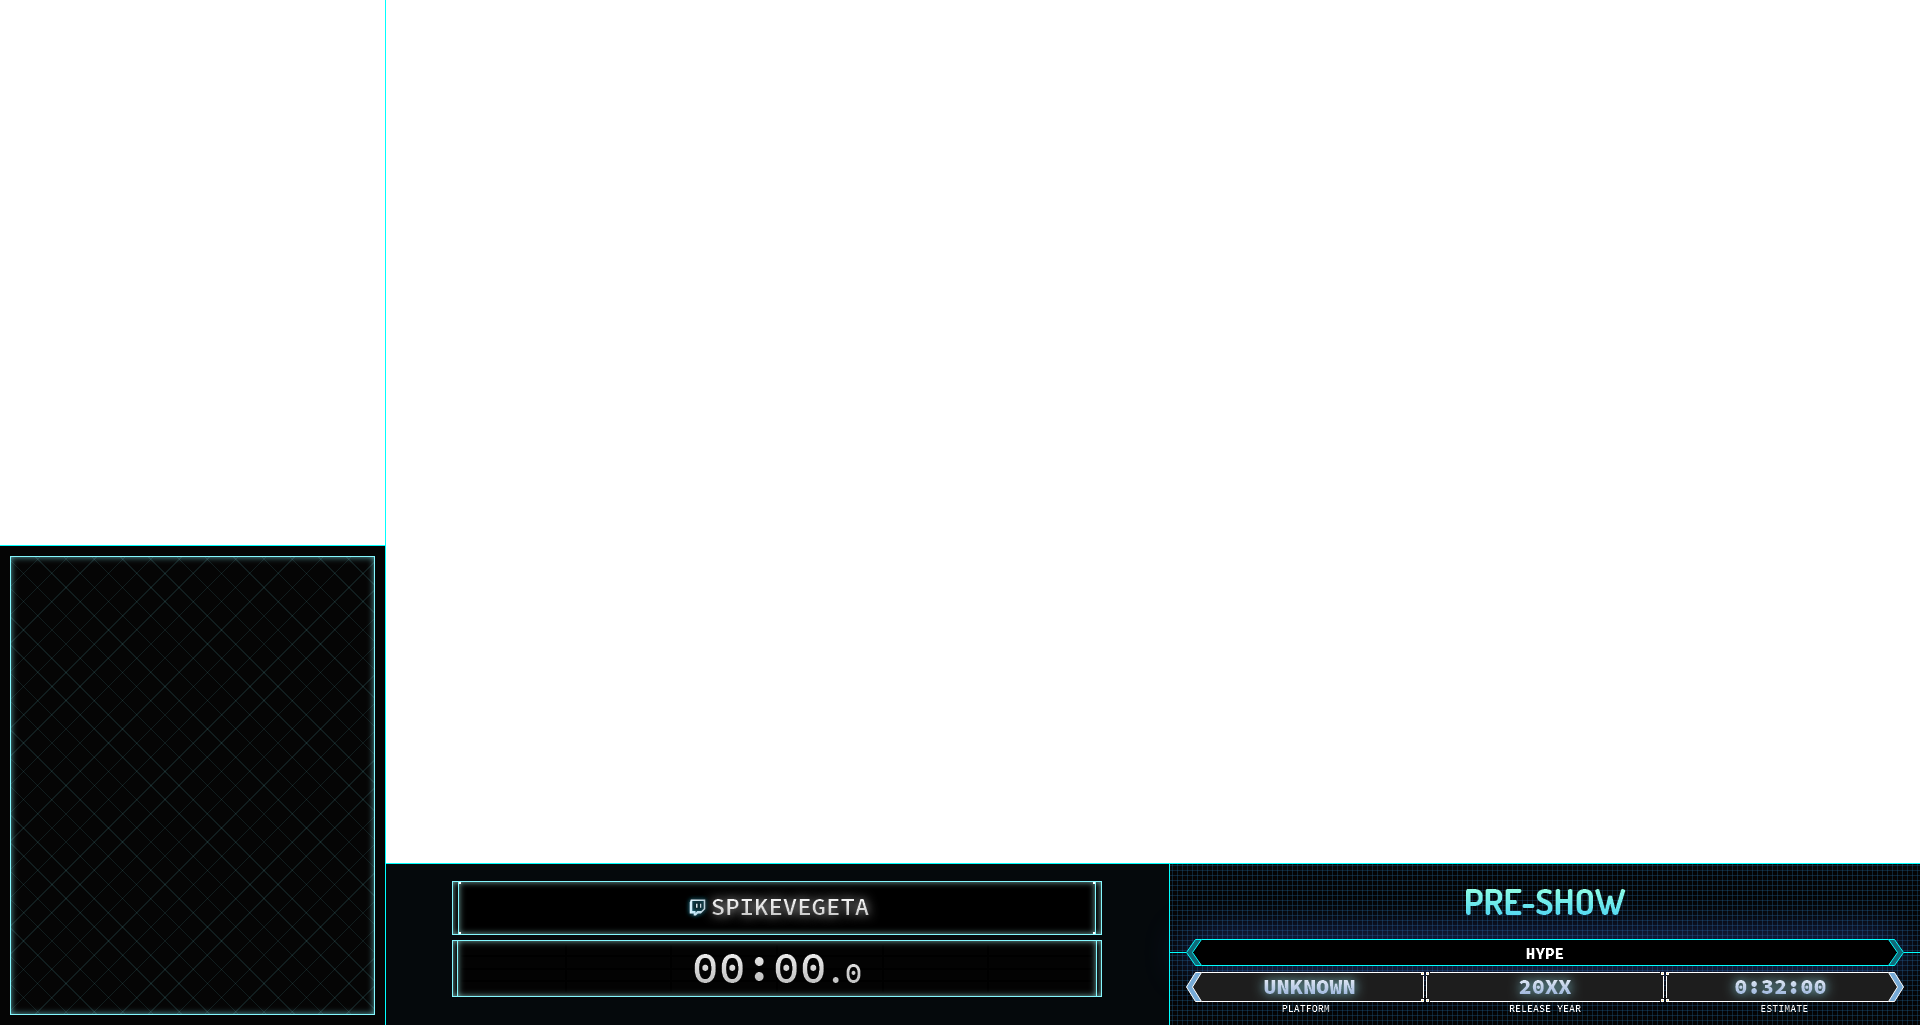 SPIKEVEGETA
00:00.0
PRE-SHOW
HYPE
UNKNOWN 20XX 0:32:00
PLATFORM RELEASE YEAR ESTIMATE